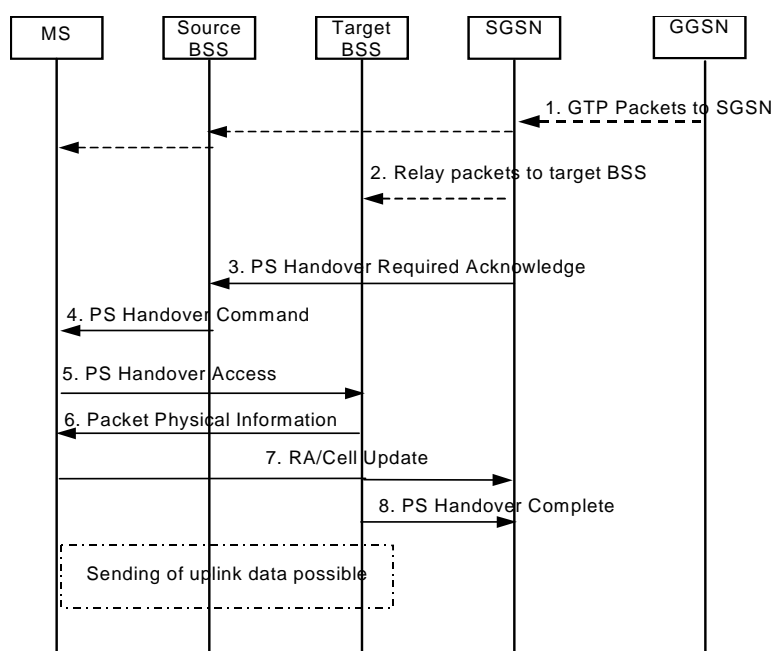 MS
Source
BSS
Target
BSS
SGSN
GGSN
1. GTP Packets to SGSN
2. Relay packets to target BSS
3. PS Handover Required Acknowledge
4. PS Handover Command
5. PS Handover Access
6. Packet Physical Information
7. RA/Cell Update
8. PS Handover Complete
Sending of uplink data possible